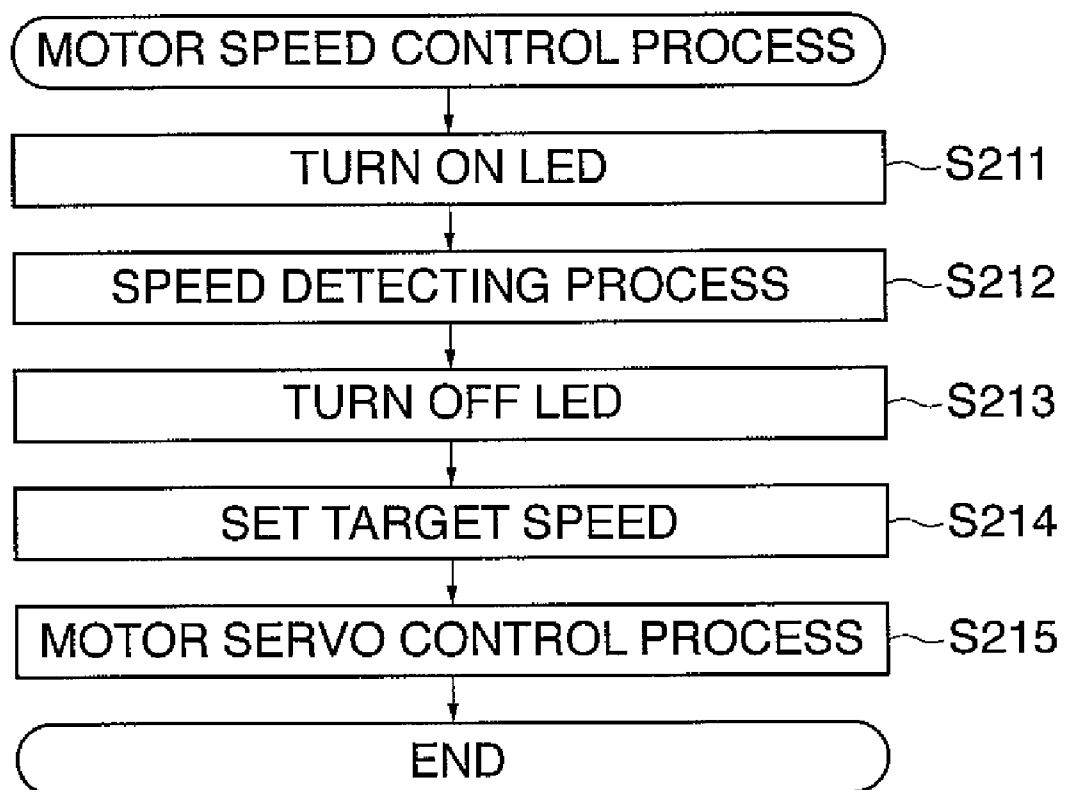 MOTOR SPEED CONTROL PROCESS
TURN ON LED S211
SPEED DETECTING PROCESS S212
TURN OFF LED S213
SET TARGET SPEED S214
MOTOR SERVO CONTROL PROCESS S215
END